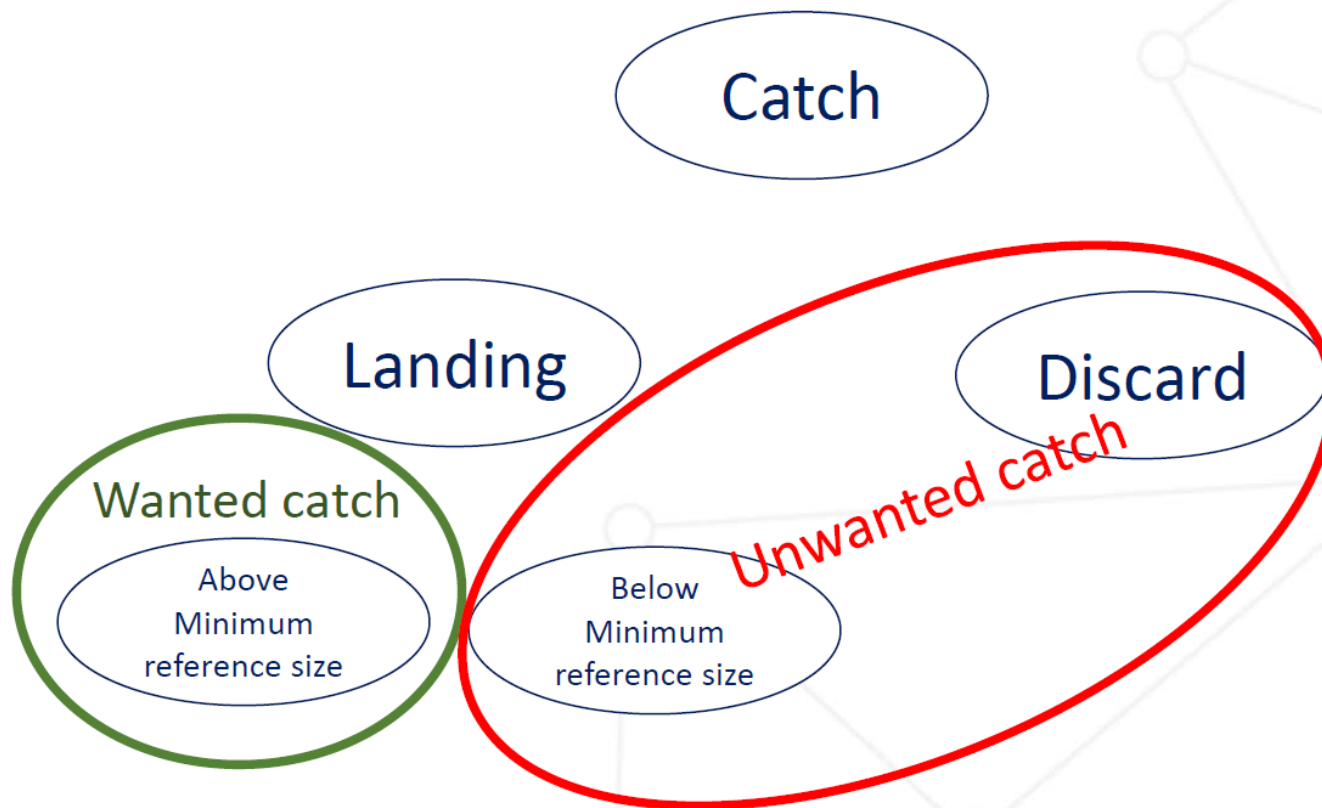 Catch
Landing
Discard
Unwanted catch
Wanted catch
Above
Minimum
reference size
Below
Minimum
reference size